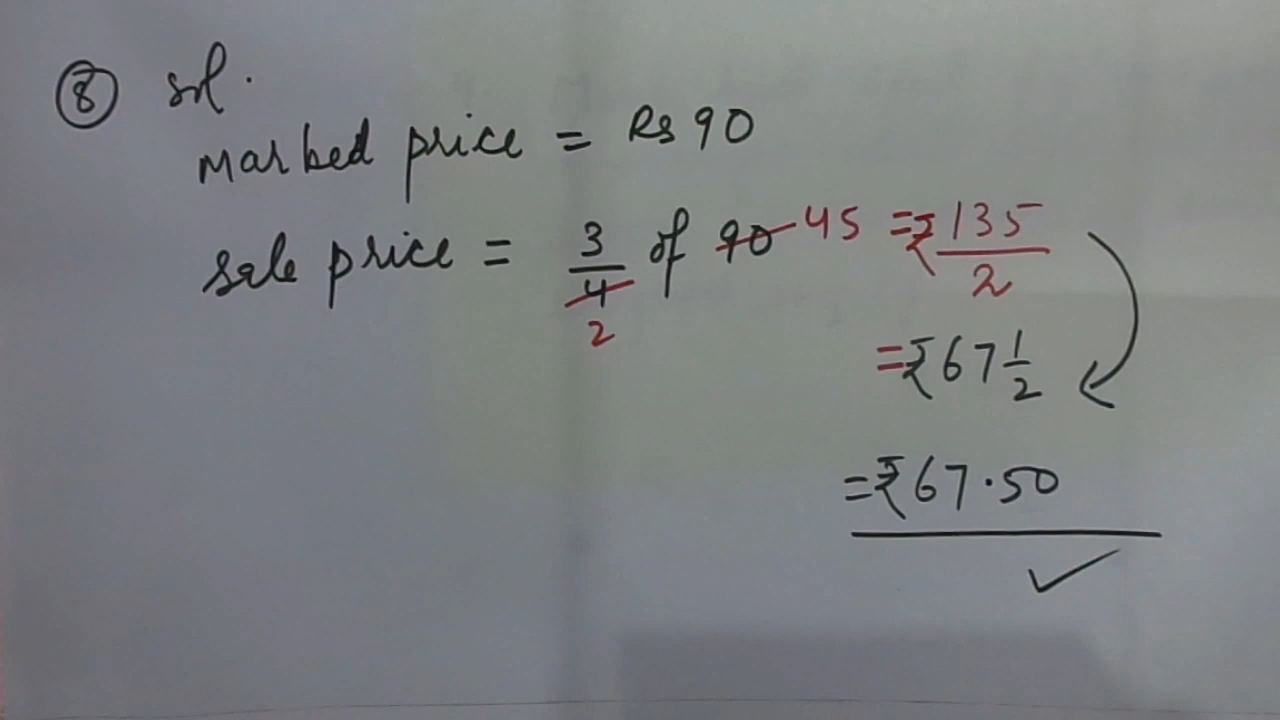 ⑧ sol.
Marked price = Rs 90
sale price = 3/4 of 90 45 = ₹ 135/2
2
= ₹ 67 1/2
= ₹ 67.50